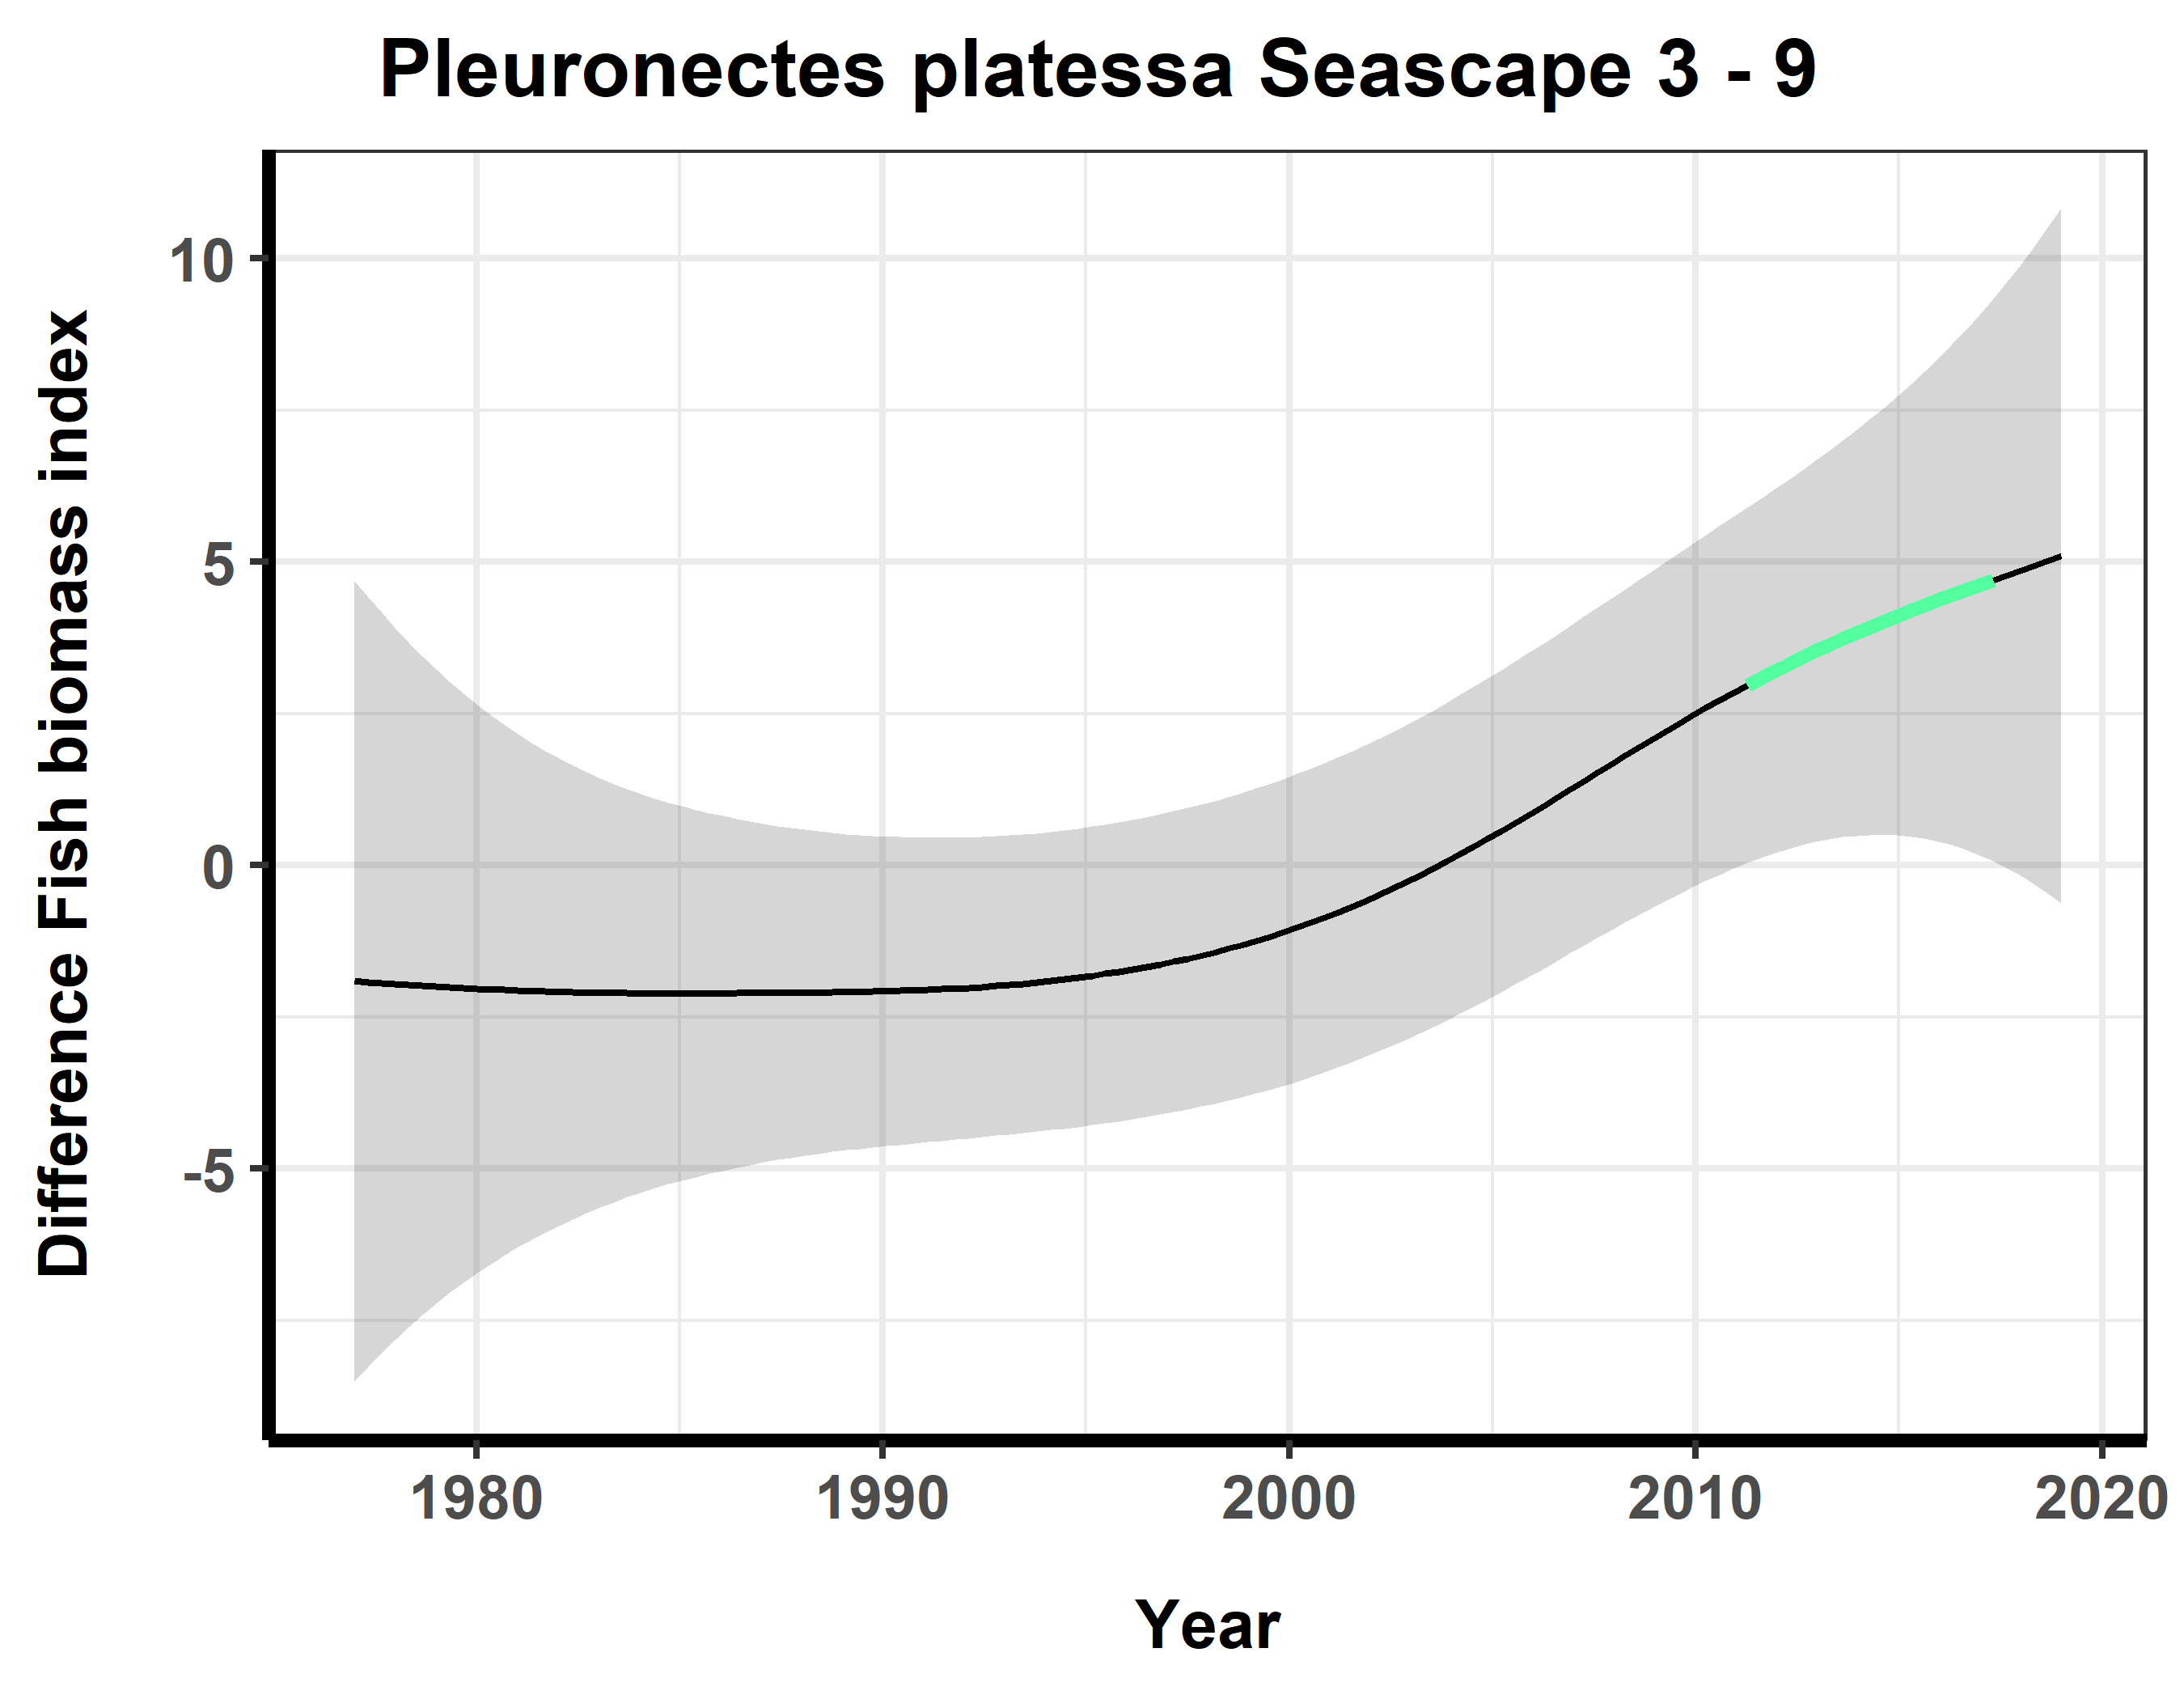 Pleuronectes platessa Seascape 3 - 9
Difference Fish biomass index
10
5
0
-5
1980 1990 2000 2010 2020
Year